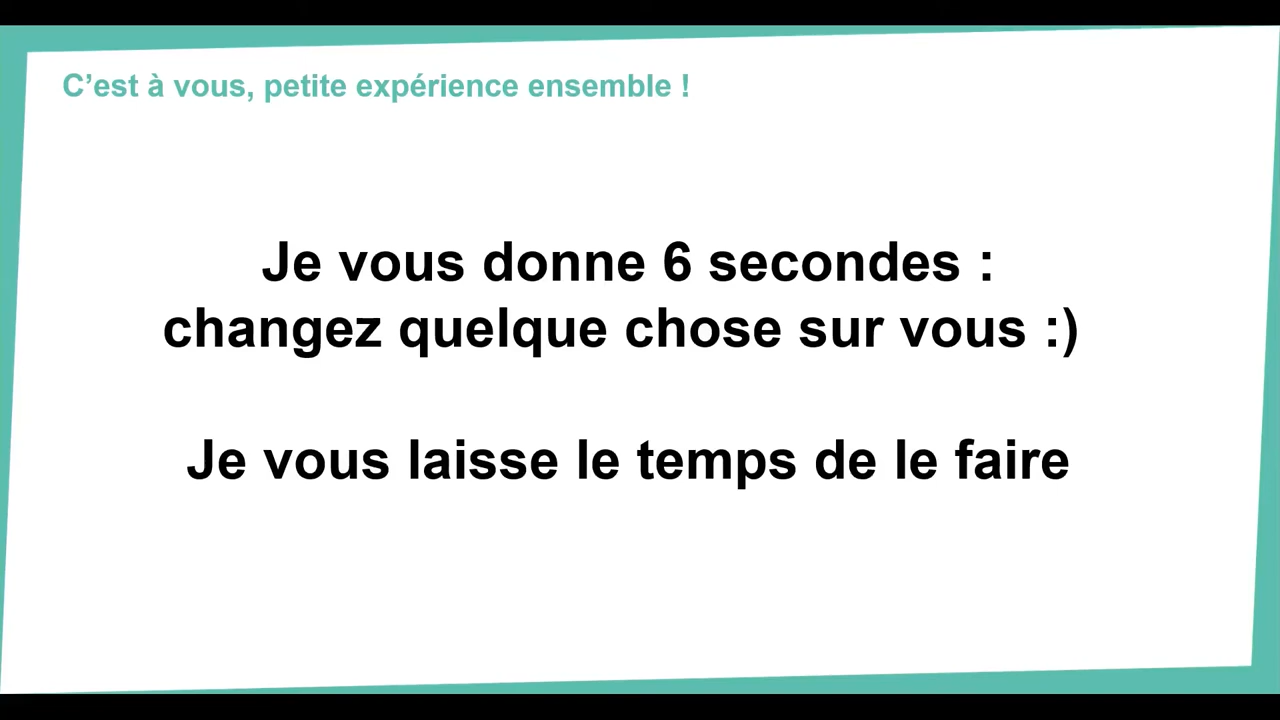 C’est à vous, petite expérience ensemble !
Je vous donne 6 secondes :
changez quelque chose sur vous :)
Je vous laisse le temps de le faire